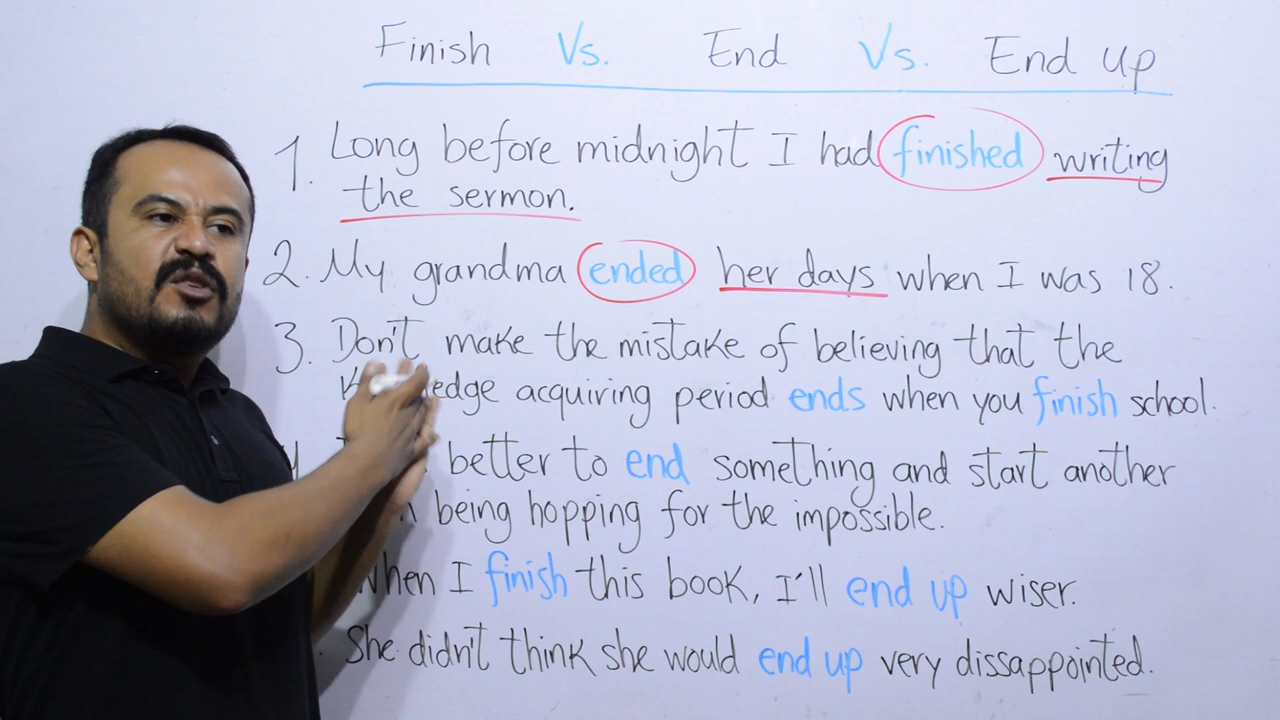 Finish Vs. End Vs. End Up
1. Long before midnight I had finished writing
the sermon.
2. My grandma ended her days when I was 18.
3. Don't make the mistake of believing that the
edge acquiring period ends when you finish school.
better to end something and start another
being hopping for the impossible.
When I finish this book, I'll end up wiser.
She didn't think she would end up very dissappointed.